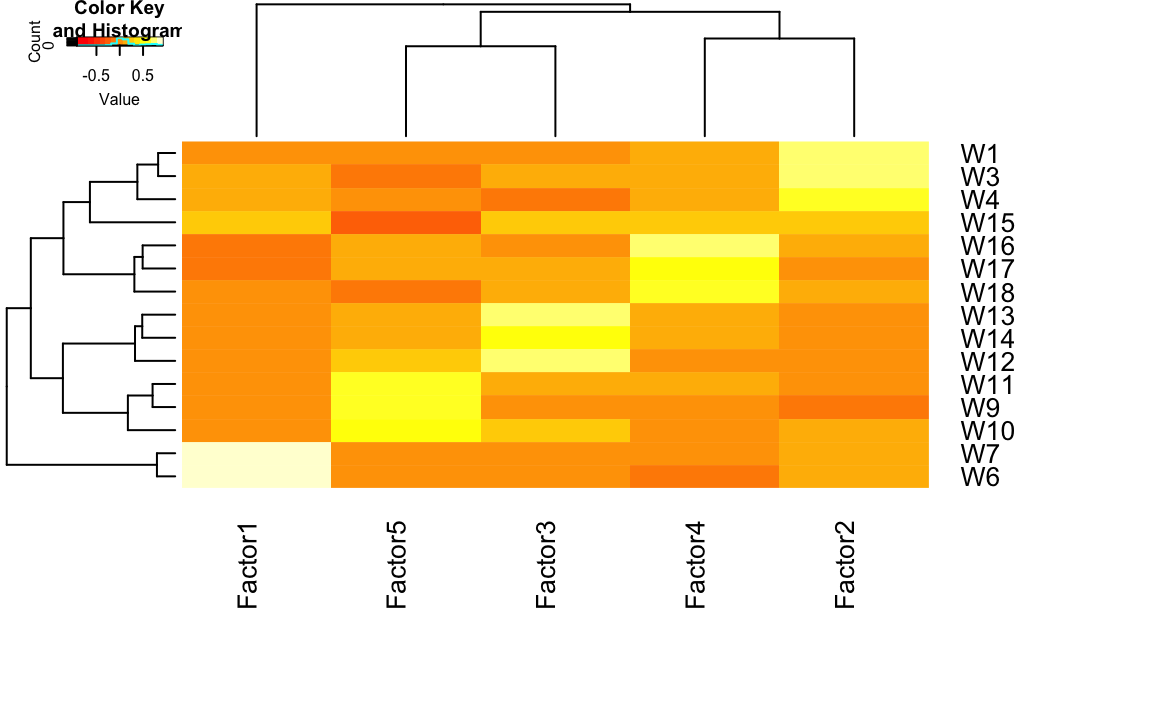 Color Key
and Histogram
Count
0
-0.5 0.5
Value
W1
W3
W4
W15
W16
W17
W18
W13
W14
W12
W11
W9
W10
W7
W6
Factor1
Factor5
Factor3
Factor4
Factor2